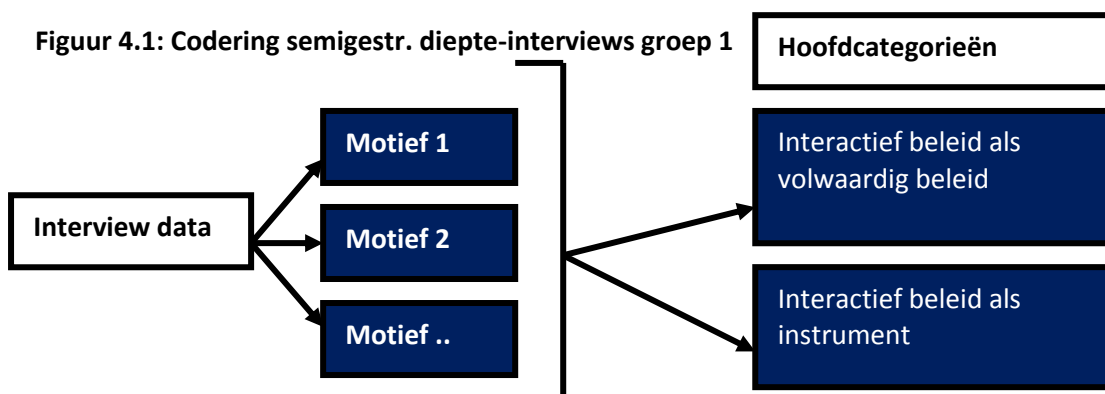 Figuur 4.1: Codering semigestr. diepte-interviews groep 1
Hoofdcategorieën
Interview data
Motief 1
Motief 2
Motief ..
Interactief beleid als
volwaardig beleid
Interactief beleid als
instrument